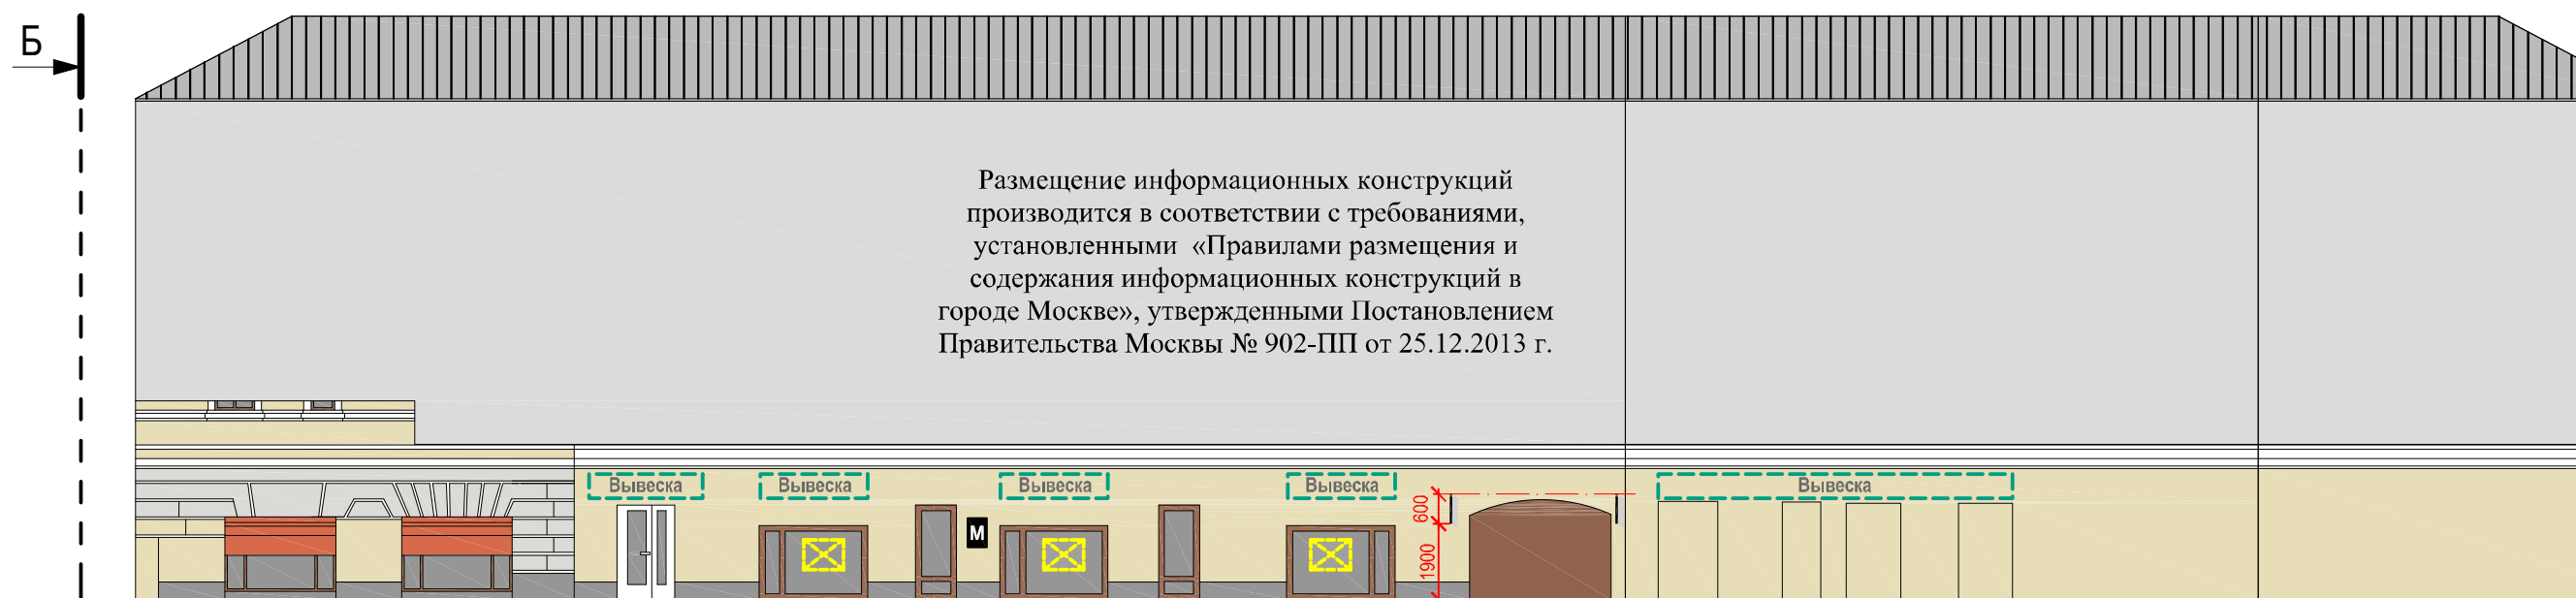 Б
Размещение информационных конструкций
производится в соответствии с требованиями,
установленными «Правилами размещения и
содержания информационных конструкций в
городе Москве», утвержденными Постановлением
Правительства Москвы № 902-ПП от 25.12.2013 г.
Вывеска Вывеска Вывеска Вывеска Вывеска
600
М
1900